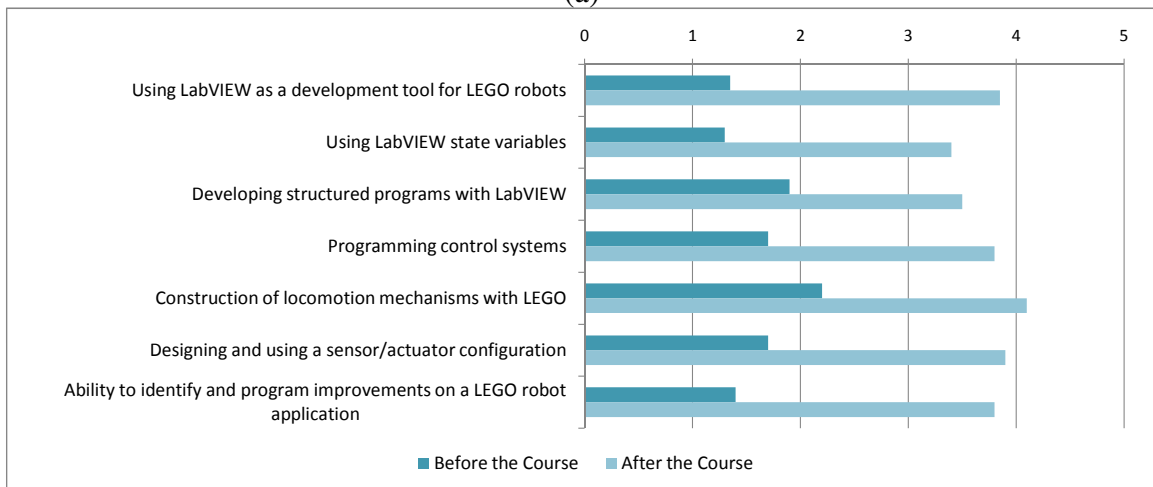 (a)
0 1 2 3 4 5
Using LabVIEW as a development tool for LEGO robots
Using LabVIEW state variables
Developing structured programs with LabVIEW
Programming control systems
Construction of locomotion mechanisms with LEGO
Designing and using a sensor/actuator configuration
Ability to identify and program improvements on a LEGO robot
application
Before the Course After the Course